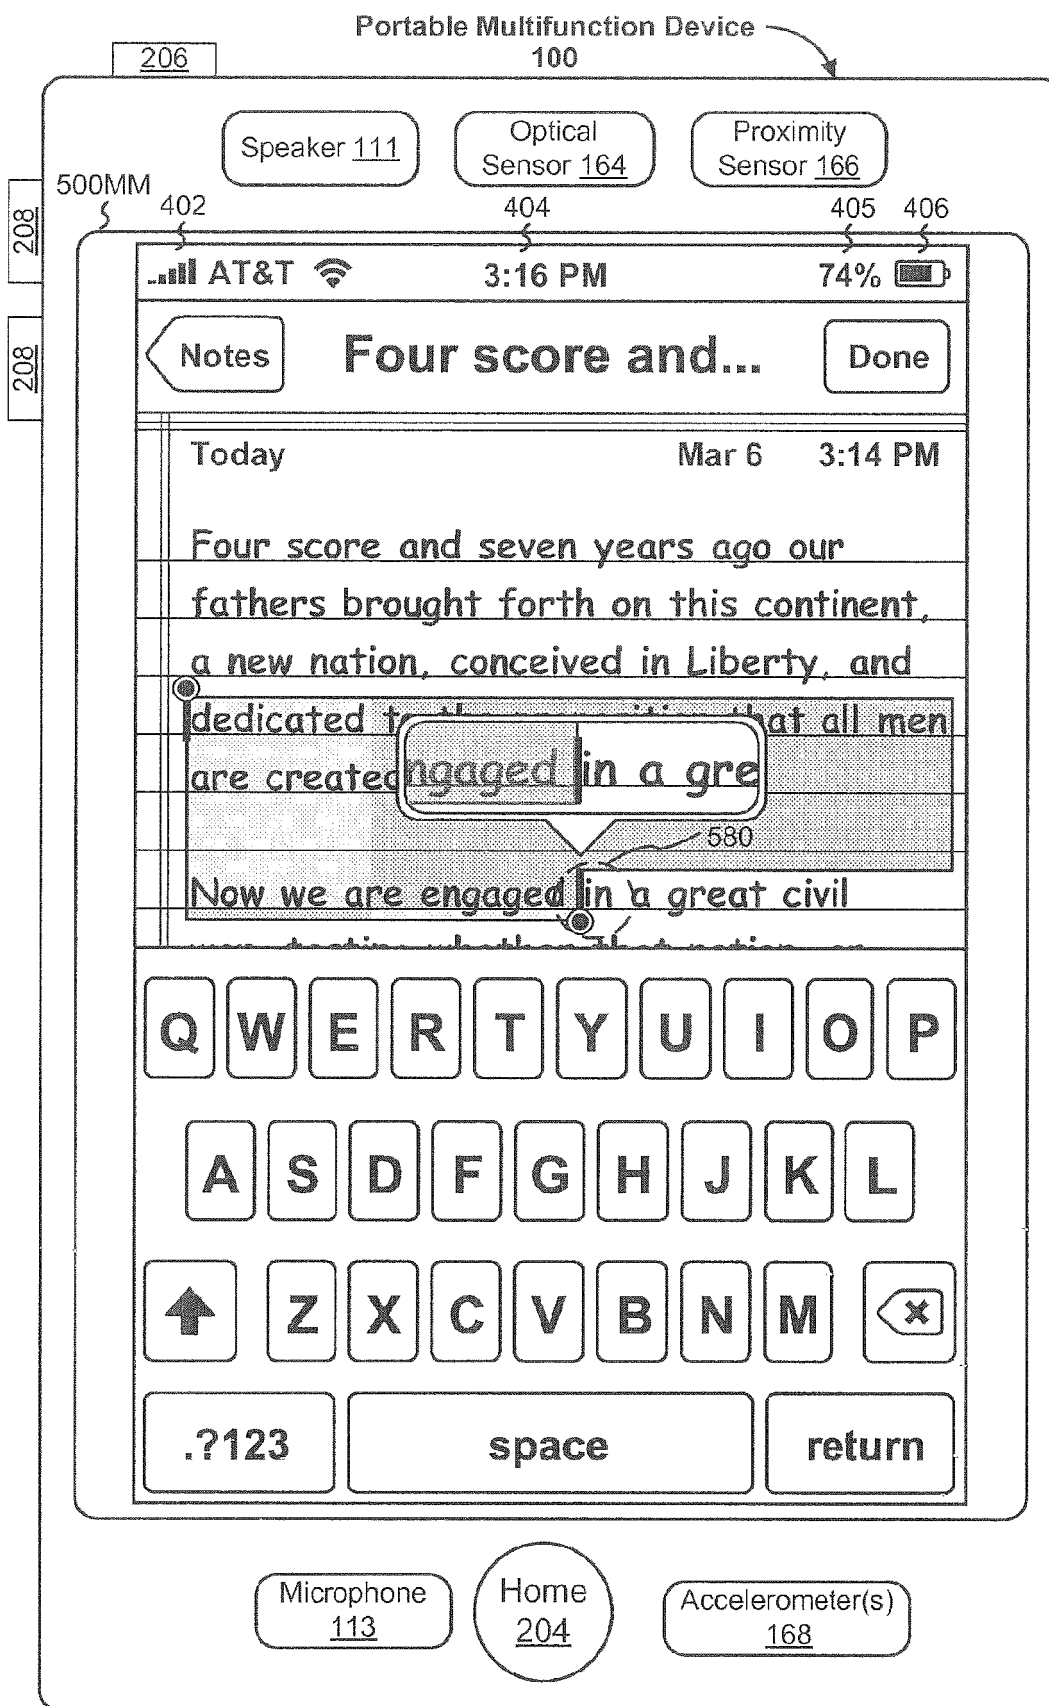 Portable Multifunction Device
100
206
Speaker 111
Optical
Sensor 164
Proximity
Sensor 166
208
208
500MM
402
404
405
406
AT&T
3:16 PM
74%
Notes
Four score and...
Done
Today
Mar 6
3:14 PM
Four score and seven years ago our
fathers brought forth on this continent,
a new nation, conceived in Liberty, and
dedicated that all men
are created
ngaged in a gre
580
Now we are engaged in a great civil
Q W E R T Y U I O P
A S D F G H J K L
Z X C V B N M
.?123
space
return
Microphone
113
Home
204
Accelerometer(s)
168